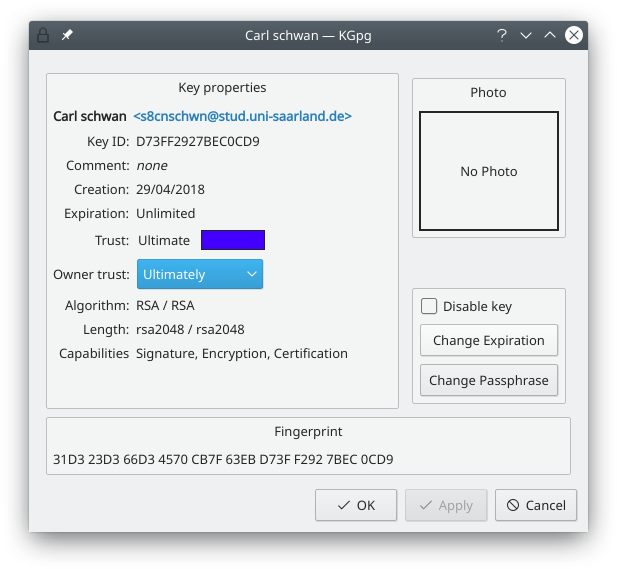 Carl schwan — KGpg
Key properties
Carl schwan <s8cnschwn@stud.uni-saarland.de>
Key ID: D73FF2927BEC0CD9
Comment: none
Creation: 29/04/2018
Expiration: Unlimited
Trust: Ultimate
Owner trust: Ultimately
Algorithm: RSA / RSA
Length: rsa2048 / rsa2048
Capabilities Signature, Encryption, Certification
Photo
No Photo
Disable key
Change Expiration
Change Passphrase
Fingerprint
31D3 23D3 66D3 4570 CB7F 63EB D73F F292 7BEC 0CD9
OK Apply Cancel